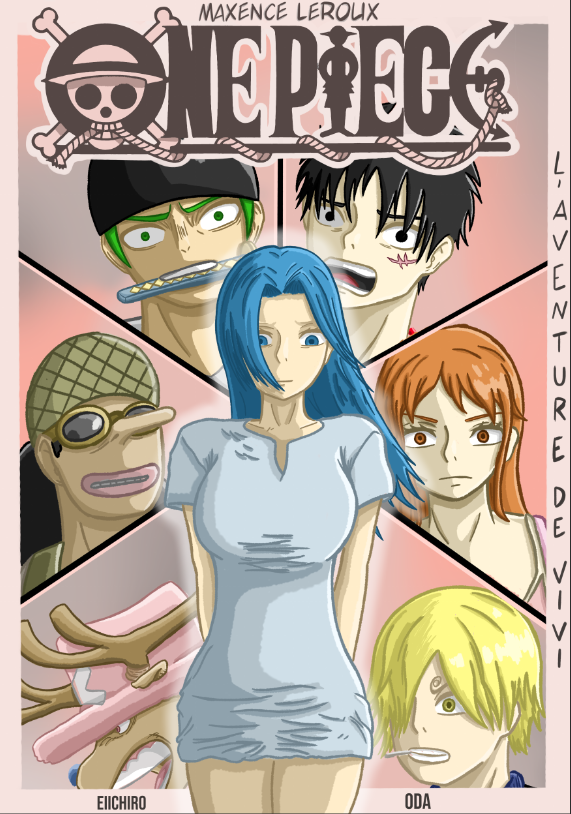 MAXENCE LEROUX
ONE PIECE
L'AVENTURE DE VIVI
EIICHIRO
ODA